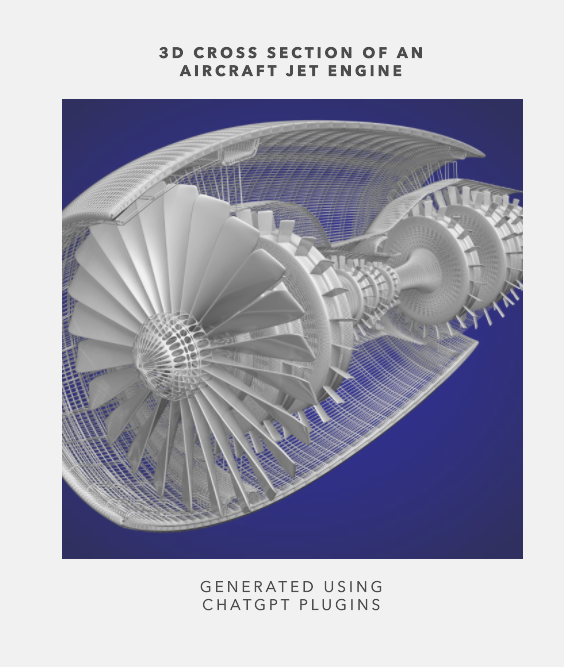 3D CROSS SECTION OF AN
AIRCRAFT JET ENGINE
GENERATED USING
CHATGPT PLUGINS